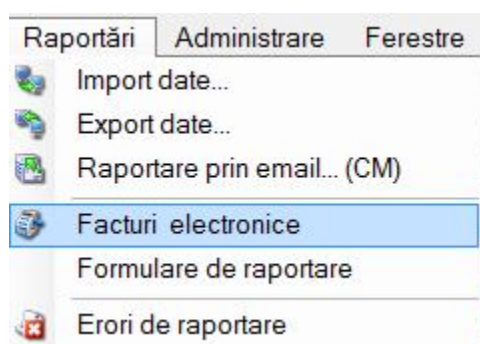 Raportări Administrare Ferestre
Import date...
Export date...
Raportare prin email... (CM)
Facturi electronice
Formulare de raportare
Erori de raportare